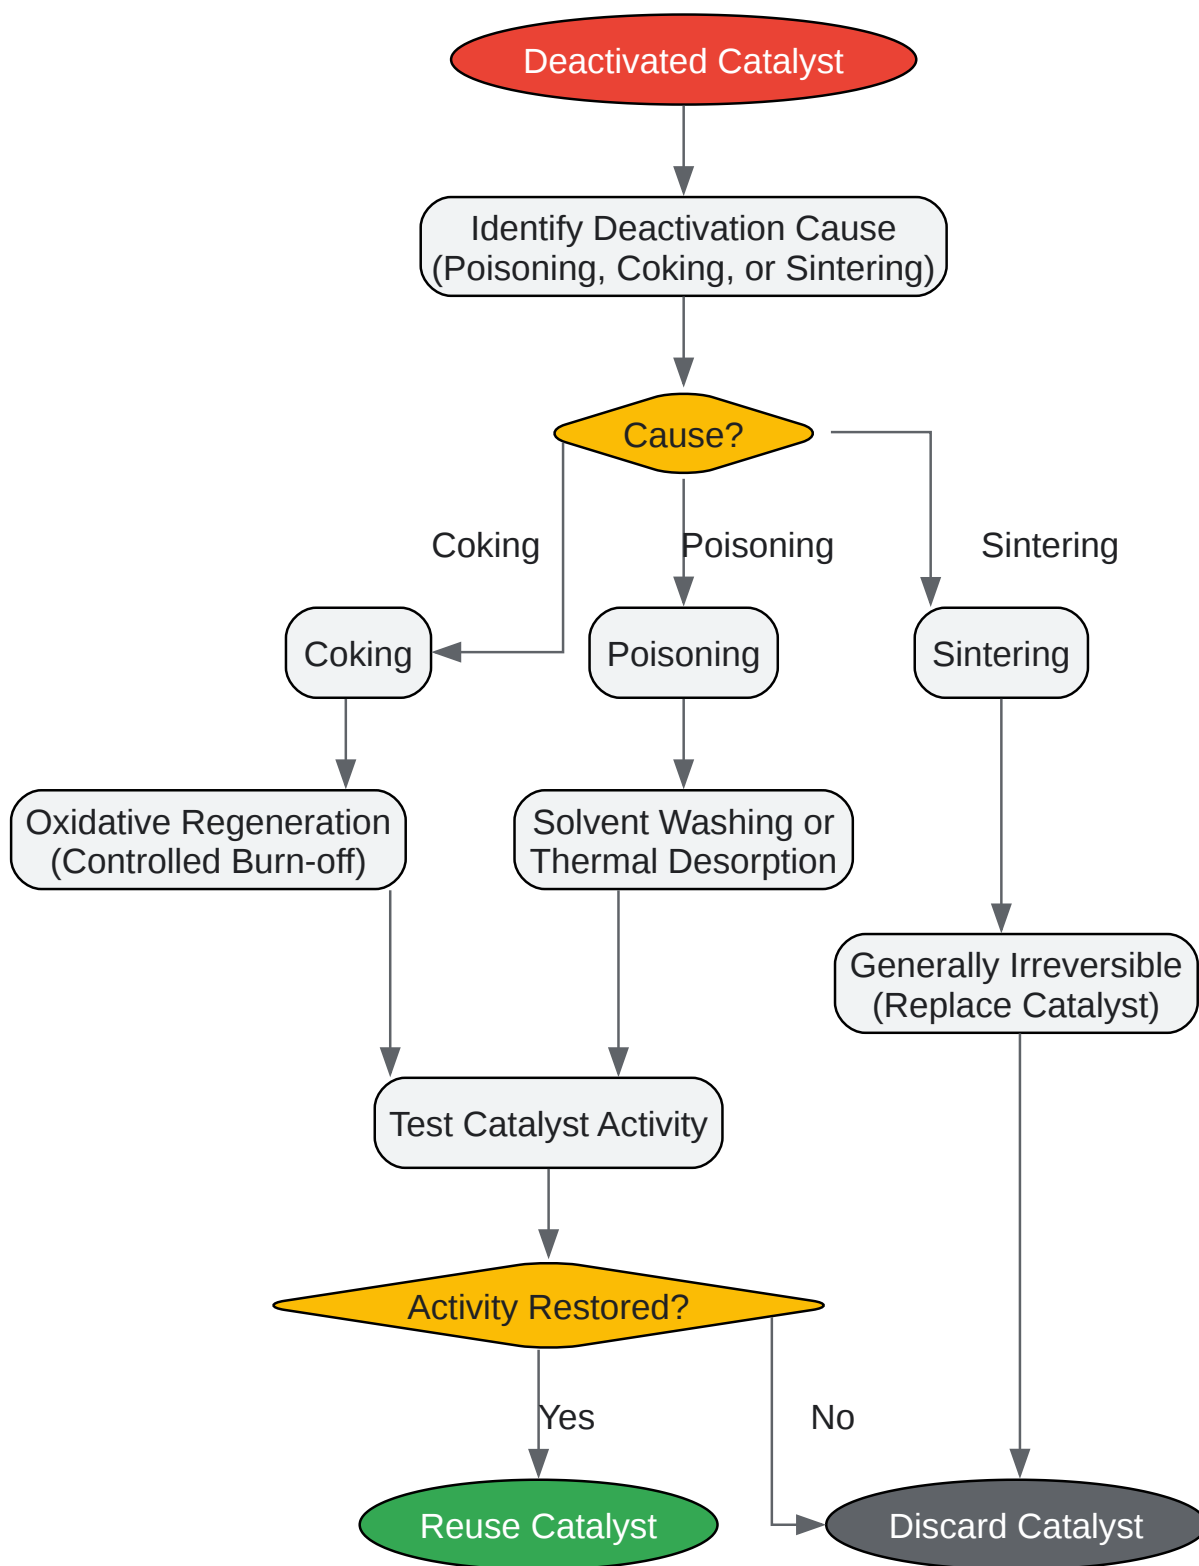 Deactivated Catalyst
Identify Deactivation Cause
(Poisoning, Coking, or Sintering)
Cause?
Coking
Poisoning
Sintering
Coking
Poisoning
Sintering
Oxidative Regeneration
(Controlled Burn-off)
Solvent Washing or
Thermal Desorption
Generally Irreversible
(Replace Catalyst)
Test Catalyst Activity
Activity Restored?
Yes
No
Reuse Catalyst
Discard Catalyst